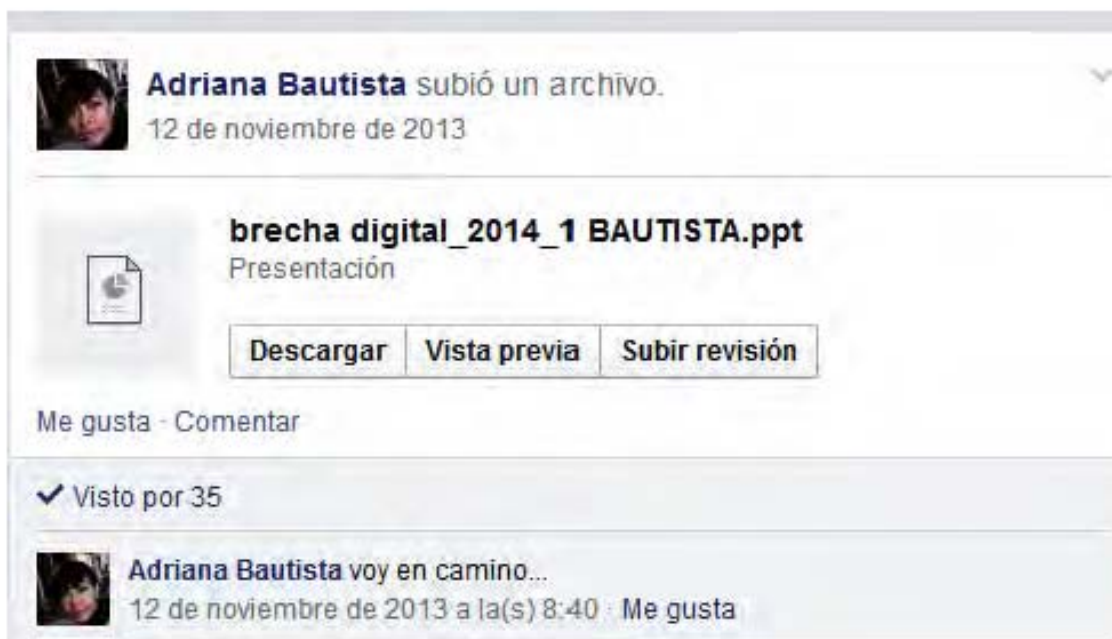 Adriana Bautista subió un archivo.
12 de noviembre de 2013
brecha digital_2014_1 BAUTISTA.ppt
Presentación
Descargar Vista previa Subir revisión
Me gusta · Comentar
Visto por 35
Adriana Bautista voy en camino...
12 de noviembre de 2013 a la(s) 8:40 · Me gusta